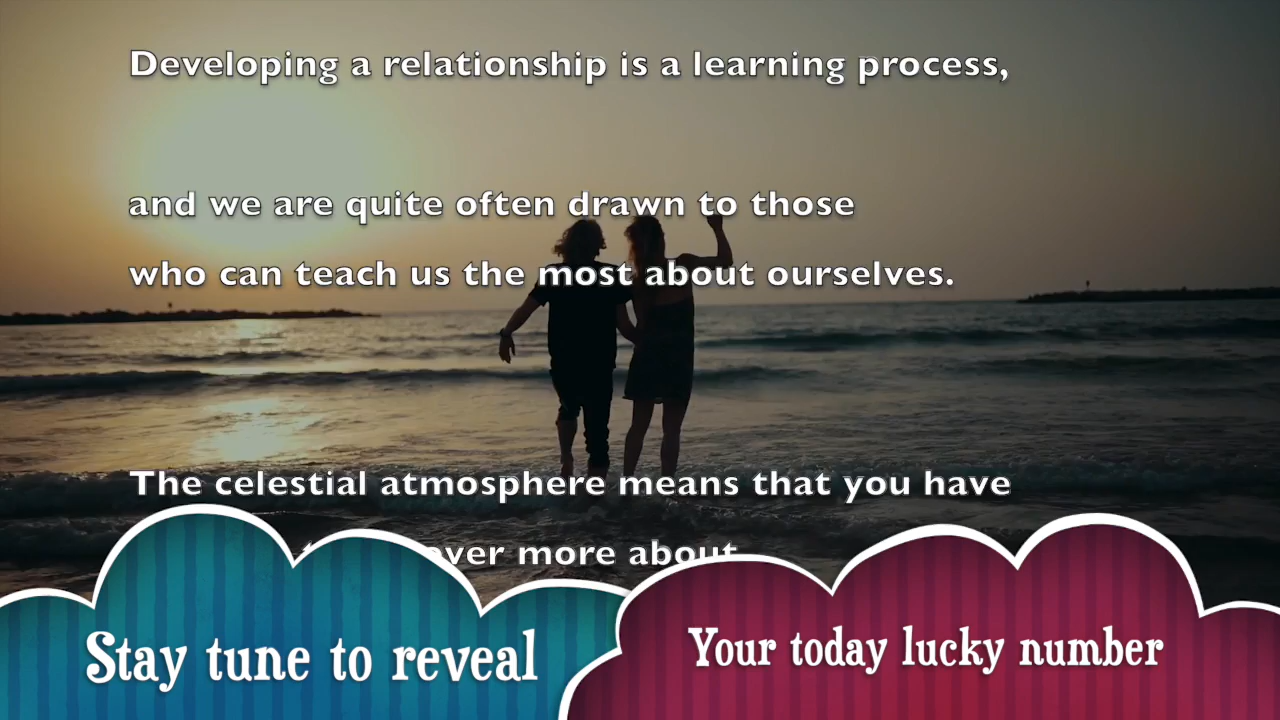 Developing a relationship is a learning process,
and we are quite often drawn to those
who can teach us the most about ourselves.
The celestial atmosphere means that you have
more about
Stay tune to reveal
Your today lucky number